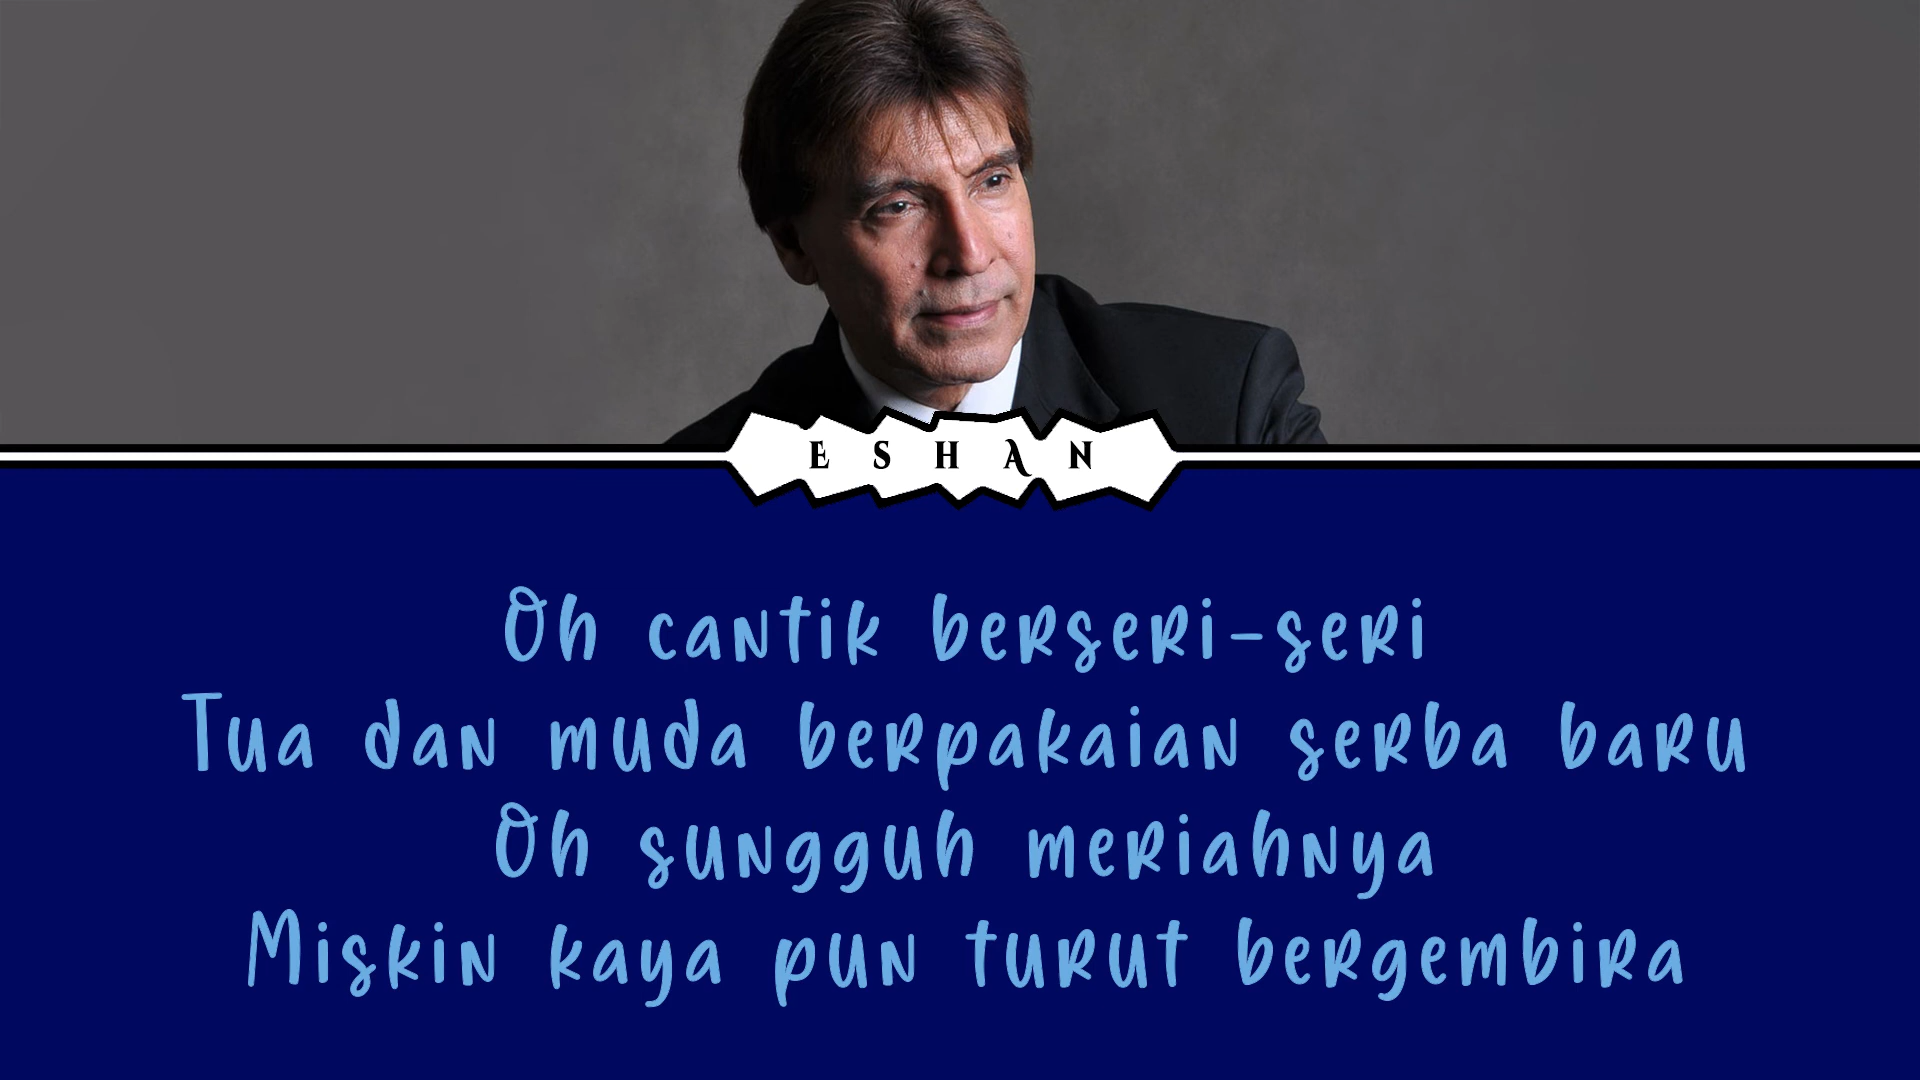 ESHAN
Oh cantik berseri-seri
Tua dan muda berpakaian serba baru
Oh sungguh meriahnya
Miskin kaya pun turut bergembira